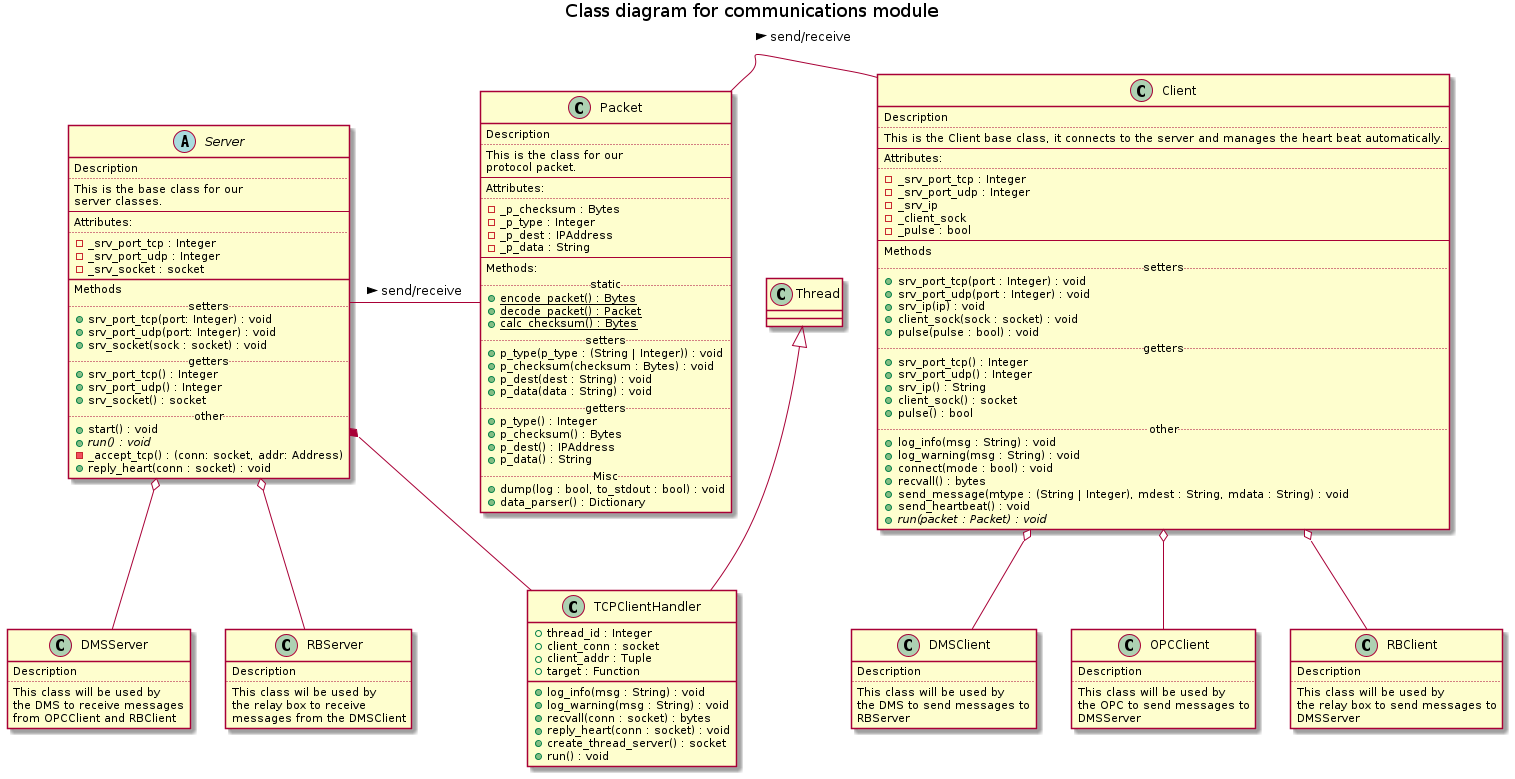 Class diagram for communications module
send/receive
A Server
Description
This is the base class for our
server classes.
Attributes:
_srv_port_tcp : Integer
_srv_port_udp : Integer
_srv_socket : socket
Methods
setters
srv_port_tcp(port: Integer) : void
srv_port_udp(port: Integer) : void
srv_socket(sock : socket) : void
getters
srv_port_tcp() : Integer
srv_port_udp() : Integer
srv_socket() : socket
other
start() : void
run() : void
_accept_tcp() : (conn: socket, addr: Address)
reply_heart(conn : socket) : void
send/receive
C Packet
Description
This is the class for our
protocol packet.
Attributes:
_p_checksum : Bytes
_p_type : Integer
_p_dest : IPAddress
_p_data : String
Methods:
static
encode_packet() : Bytes
decode_packet() : Packet
calc_checksum() : Bytes
setters
p_type(p_type : (String | Integer)) : void
p_checksum(checksum : Bytes) : void
p_dest(dest : String) : void
p_data(data : String) : void
getters
p_type() : Integer
p_checksum() : Bytes
p_dest() : IPAddress
p_data() : String
Misc
dump(log : bool, to_stdout : bool) : void
data_parser() : Dictionary
C Thread
C Client
Description
This is the Client base class, it connects to the server and manages the heart beat automatically.
Attributes:
_srv_port_tcp : Integer
_srv_port_udp : Integer
_srv_ip
_client_sock
_pulse : bool
Methods
setters
srv_port_tcp(port : Integer) : void
srv_port_udp(port : Integer) : void
srv_ip(ip) : void
client_sock(sock : socket) : void
pulse(pulse : bool) : void
getters
srv_port_tcp() : Integer
srv_port_udp() : Integer
srv_ip() : String
client_sock() : socket
pulse() : bool
other
log_info(msg : String) : void
log_warning(msg : String) : void
connect(mode : bool) : void
recvall() : bytes
send_message(mtype : (String | Integer), mdest : String, mdata : String) : void
send_heartbeat() : void
run(packet : Packet) : void
C DMSServer
Description
This class will be used by
the DMS to receive messages
from OPCClient and RBClient
C RBServer
Description
This class wil be used by
the relay box to receive
messages from the DMSClient
C TCPClientHandler
thread_id : Integer
client_conn : socket
client_addr : Tuple
target : Function
log_info(msg : String) : void
log_warning(msg : String) : void
recvall(conn : socket) : bytes
reply_heart(conn : socket) : void
create_thread_server() : socket
run() : void
C DMSClient
Description
This class will be used by
the DMS to send messages to
RBServer
C OPCClient
Description
This class will be used by
the OPC to send messages to
DMSServer
C RBClient
Description
This class will be used by
the relay box to send messages to
DMSServer